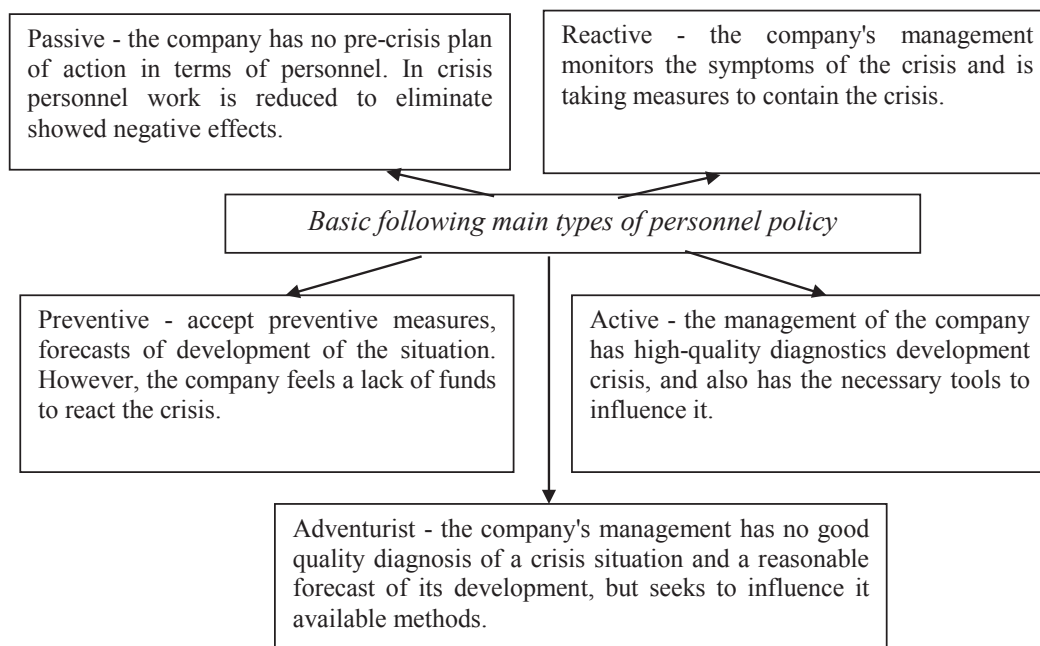 Passive - the company has no pre-crisis plan
of action in terms of personnel. In crisis
personnel work is reduced to eliminate
showed negative effects.
Reactive - the company's management
monitors the symptoms of the crisis and is
taking measures to contain the crisis.
Basic following main types of personnel policy
Preventive - accept preventive measures,
forecasts of development of the situation.
However, the company feels a lack of funds
to react the crisis.
Active - the management of the company
has high-quality diagnostics development
crisis, and also has the necessary tools to
influence it.
Adventurist - the company's management has no good
quality diagnosis of a crisis situation and a reasonable
forecast of its development, but seeks to influence it
available methods.